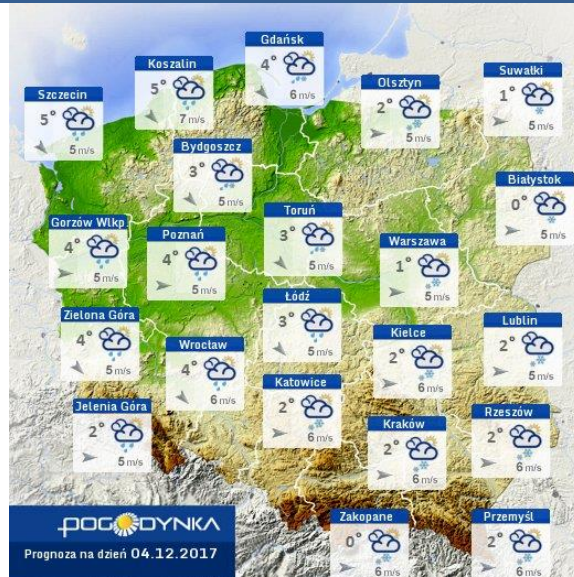 Gdańsk
4°
6 m/s
Koszalin
5°
7 m/s
Suwałki
1°
5 m/s
Olsztyn
2°
5 m/s
Szczecin
5°
5 m/s
Bydgoszcz
3°
5 m/s
Białystok
0°
5 m/s
Toruń
3°
5 m/s
Gorzów Wlkp
4°
5 m/s
Poznań
4°
5 m/s
Warszawa
1°
5 m/s
Łódź
3°
5 m/s
Zielona Góra
4°
5 m/s
Lublin
2°
5 m/s
Kielce
2°
6 m/s
Wrocław
4°
6 m/s
Katowice
2°
6 m/s
Jelenia Góra
2°
5 m/s
Rzeszów
2°
6 m/s
Kraków
2°
6 m/s
Zakopane
0°
6 m/s
Przemyśl
2°
6 m/s
POGODYNKA
Prognoza na dzień 04.12.2017